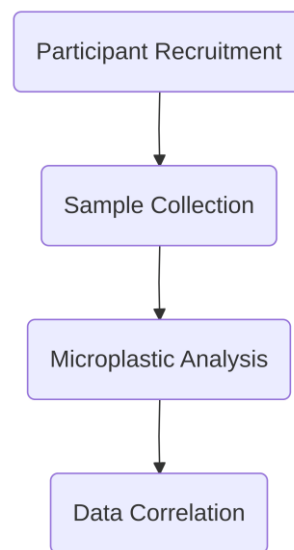 Participant Recruitment
Sample Collection
Microplastic Analysis
Data Correlation